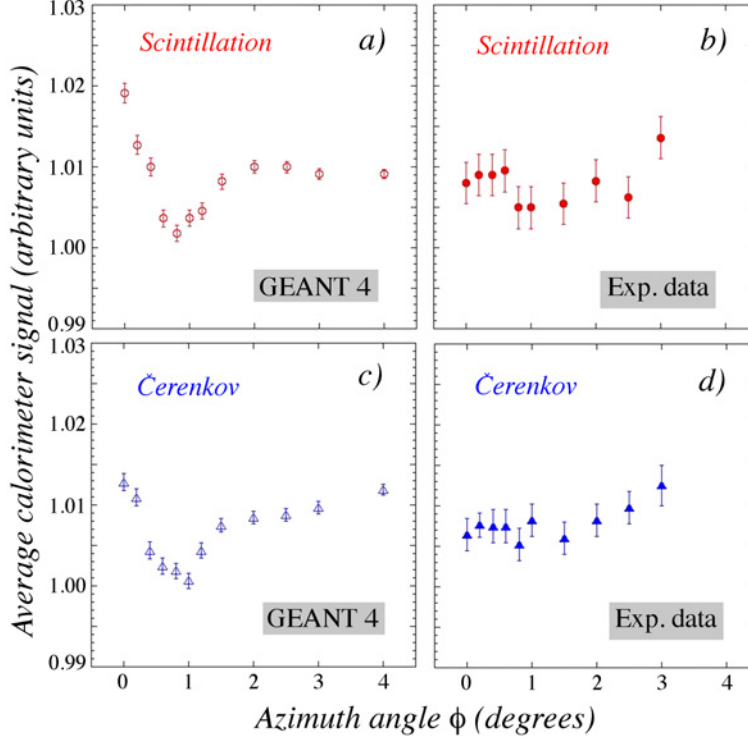 Average calorimeter signal (arbitrary units)
1.03
1.02
1.01
1.00
0.99
Scintillation
a)
GEANT 4
Scintillation
b)
Exp. data
1.03
1.02
1.01
1.00
0.99
Čerenkov
c)
GEANT 4
Čerenkov
d)
Exp. data
0 1 2 3 4
0 1 2 3 4
Azimuth angle ϕ (degrees)